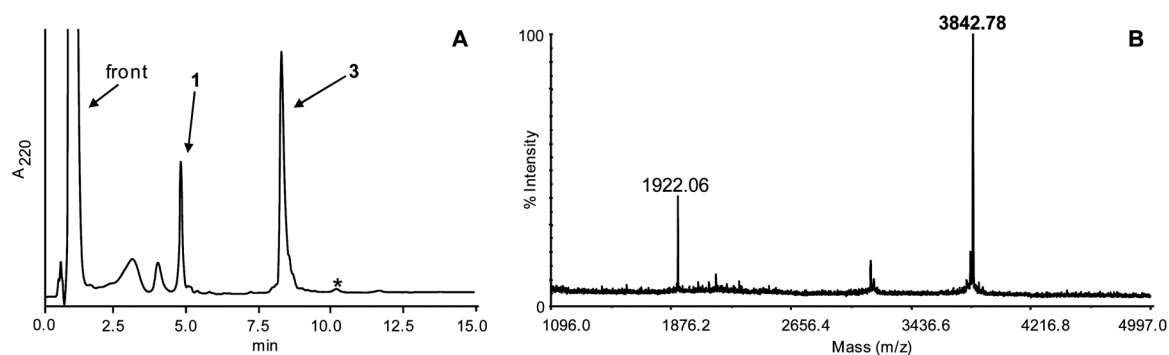 A
front
1
3
A220
*
0.0 2.5 5.0 7.5 10.0 12.5 15.0
min
B
3842.78
100
1922.06
% Intensity
0
1096.0 1876.2 2656.4 3436.6 4216.8 4997.0
Mass (m/z)